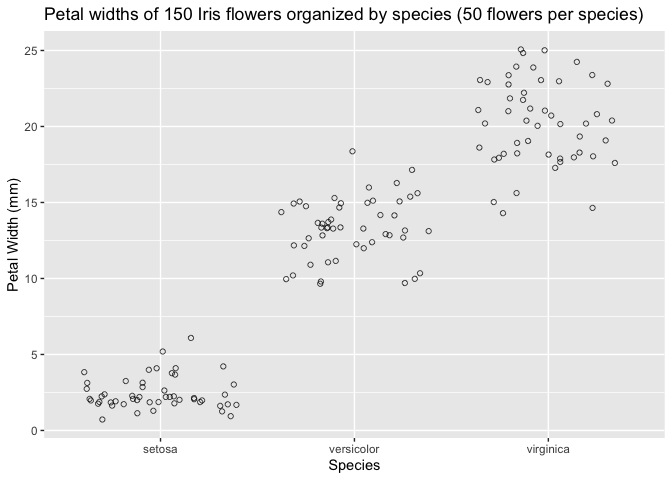 Petal widths of 150 Iris flowers organized by species (50 flowers per species)
25
20
15
10
5
0
Petal Width (mm)
setosa versicolor virginica
Species